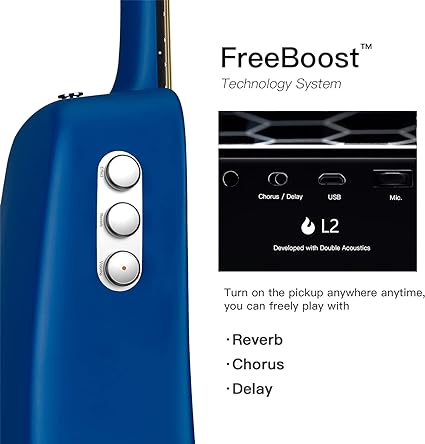 FreeBoost™
Technology System
Chorus / Delay
USB
Mic.
L2
Developed with Double Acoustics
Turn on the pickup anywhere anytime,
you can freely play with
·Reverb
·Chorus
·Delay